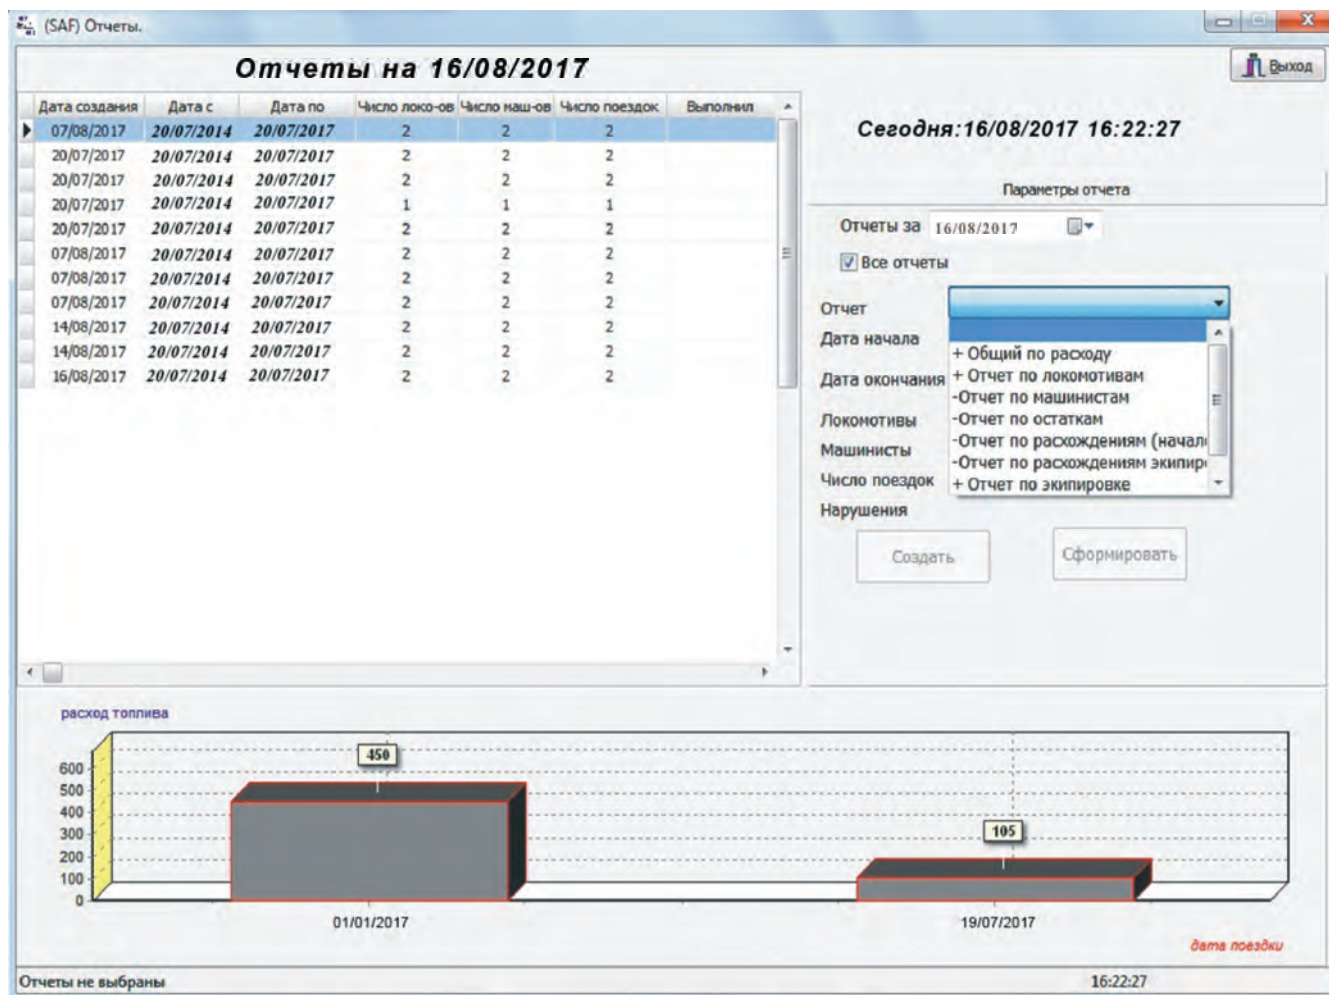 (SAF) Отчеты.
Отчеты на 16/08/2017
Выход
Дата создания Дата с Дата по Число локо-ов Число маш-ов Число поездок Выполнил
07/08/2017 20/07/2014 20/07/2017 2 2 2
20/07/2017 20/07/2014 20/07/2017 2 2 2
20/07/2017 20/07/2014 20/07/2017 2 2 2
20/07/2017 20/07/2014 20/07/2017 1 1 1
20/07/2017 20/07/2014 20/07/2017 2 2 2
07/08/2017 20/07/2014 20/07/2017 2 2 2
07/08/2017 20/07/2014 20/07/2017 2 2 2
07/08/2017 20/07/2014 20/07/2017 2 2 2
14/08/2017 20/07/2014 20/07/2017 2 2 2
14/08/2017 20/07/2014 20/07/2017 2 2 2
16/08/2017 20/07/2014 20/07/2017 2 2 2
Сегодня:16/08/2017 16:22:27
Параметры отчета
Отчеты за 16/08/2017
Все отчеты
Отчет
Дата начала
Дата окончания
Локомотивы
Машинисты
Число поездок
Нарушения
+ Общий по расходу
+ Отчет по локомотивам
-Отчет по машинистам
-Отчет по остаткам
-Отчет по расхождениям (начал
-Отчет по расхождениям экипир
+ Отчет по экипировке
Создать Сформировать
расход топлива
600
500
400
300
200
100
0
450
105
01/01/2017 19/07/2017
дата поездки
Отчеты не выбраны 16:22:27